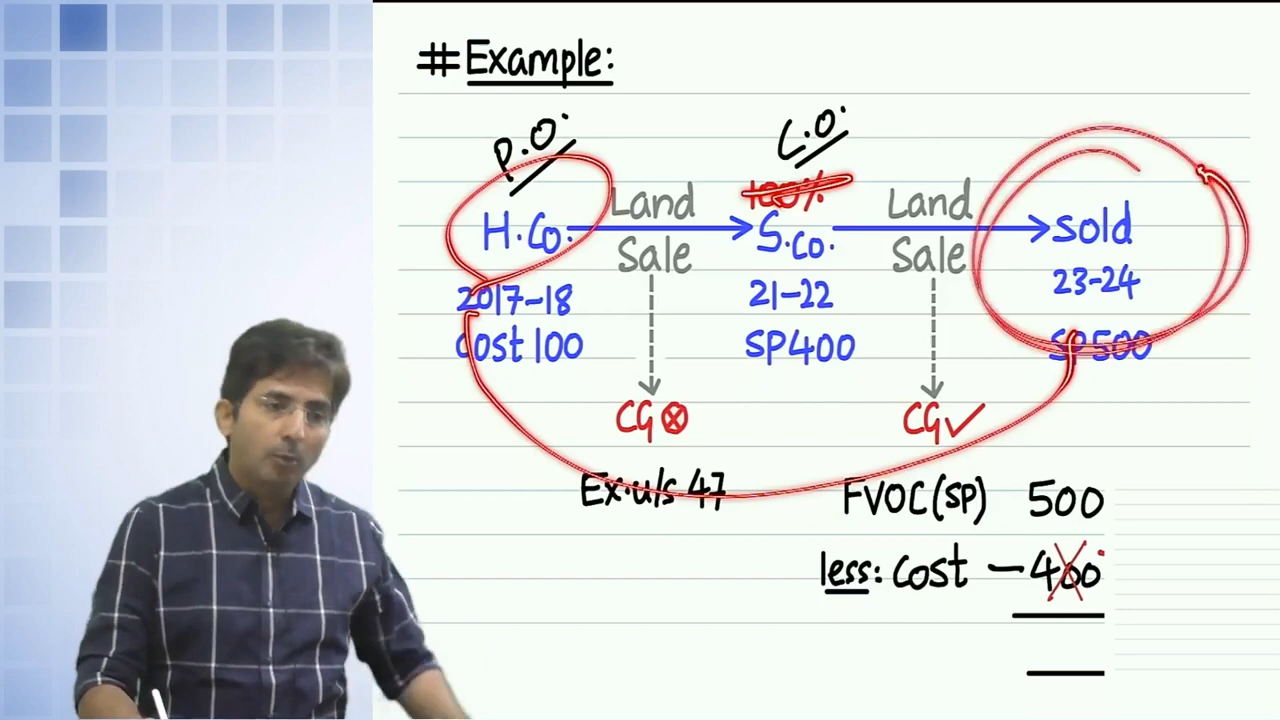 #Example:
P.O.
C.O.
100%
H.Co. Land Sale S.Co. Land Sale Sold
2017-18 21-22 23-24
Cost 100 SP400 SP500
CG⊗ CG✓
Ex.u/s 47 FVOC(SP) 500
less: Cost -400